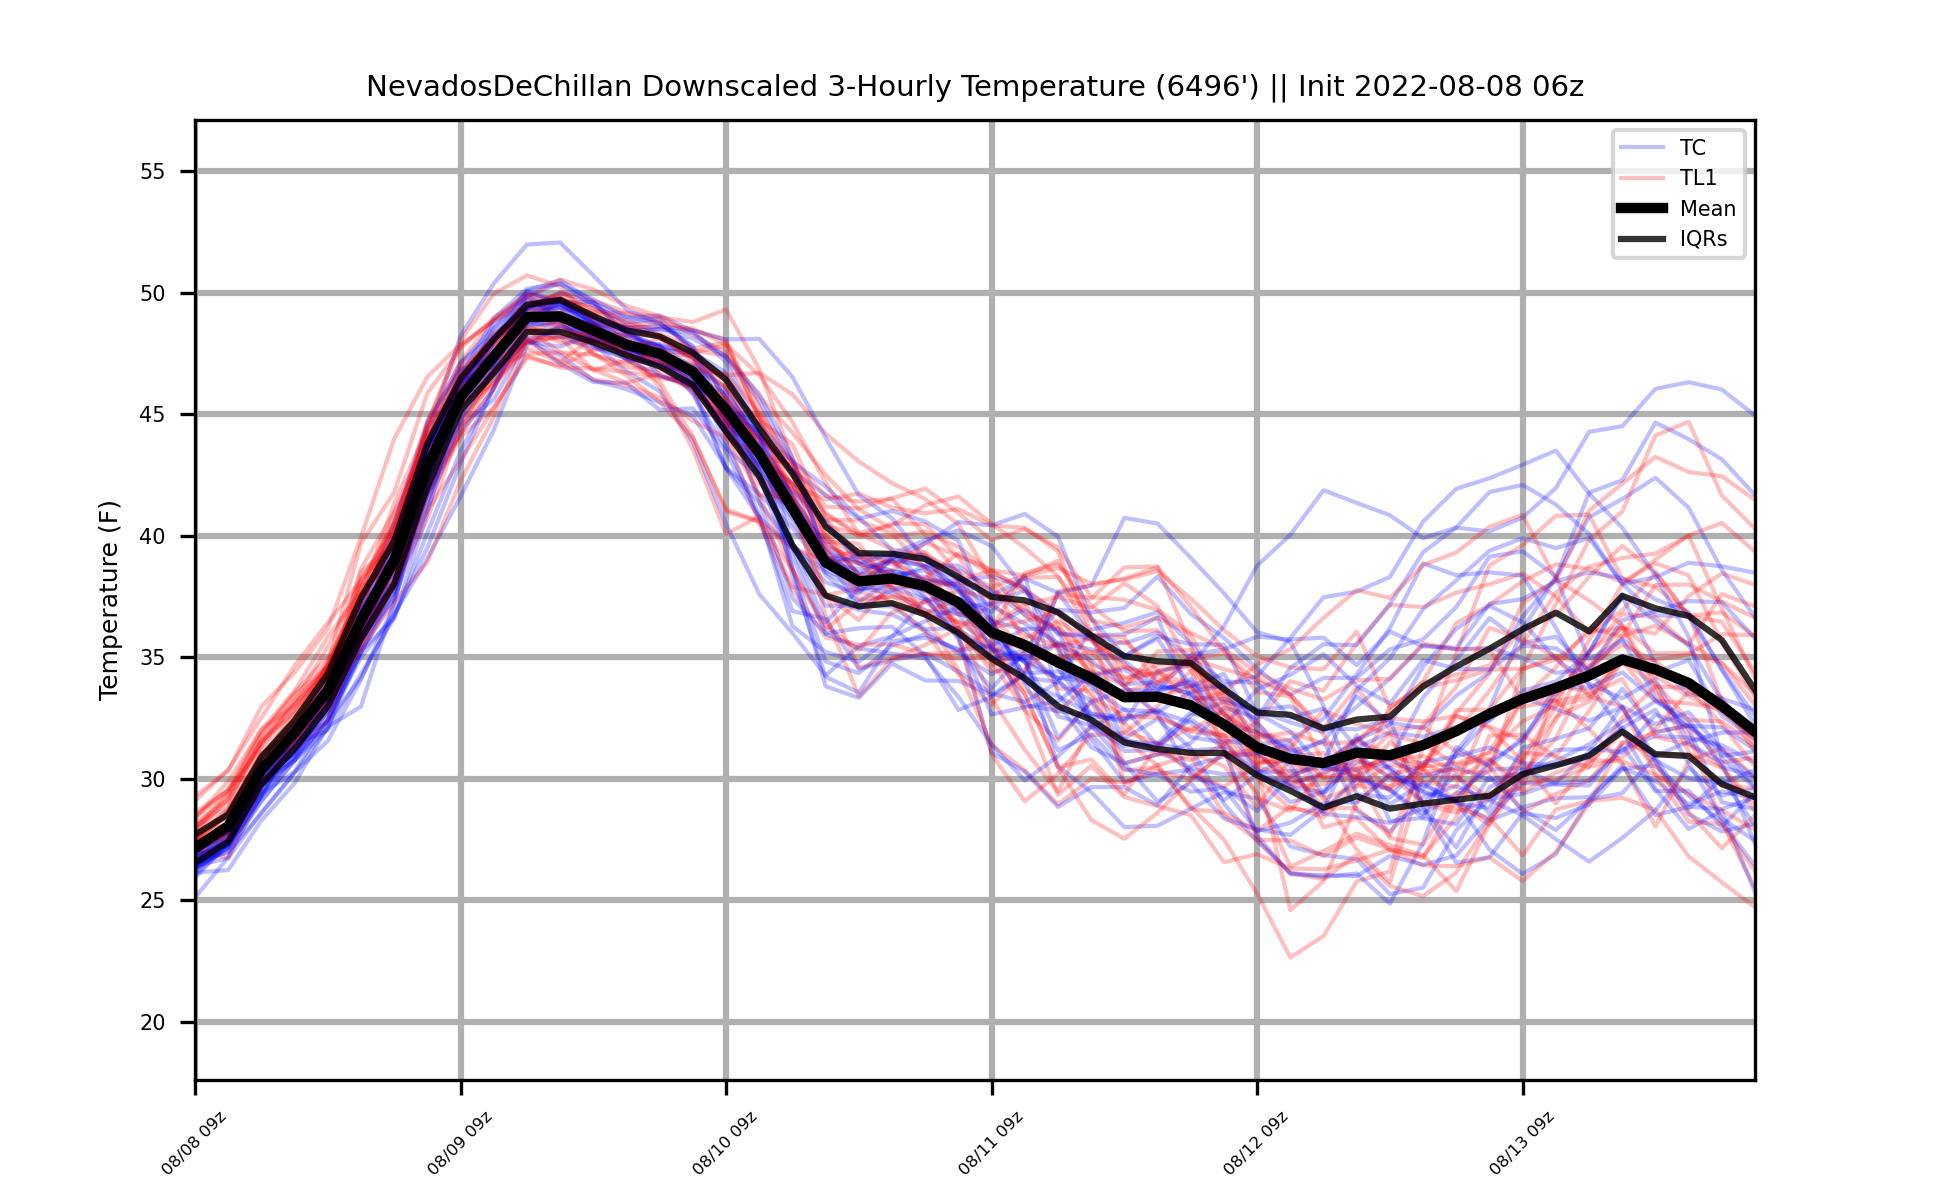 NevadosDeChillan Downscaled 3-Hourly Temperature (6496') || Init 2022-08-08 06z
TC
TL1
Mean
IQRs
Temperature (F)
55
50
45
40
35
30
25
20
08/08 09z
08/09 09z
08/10 09z
08/11 09z
08/12 09z
08/13 09z